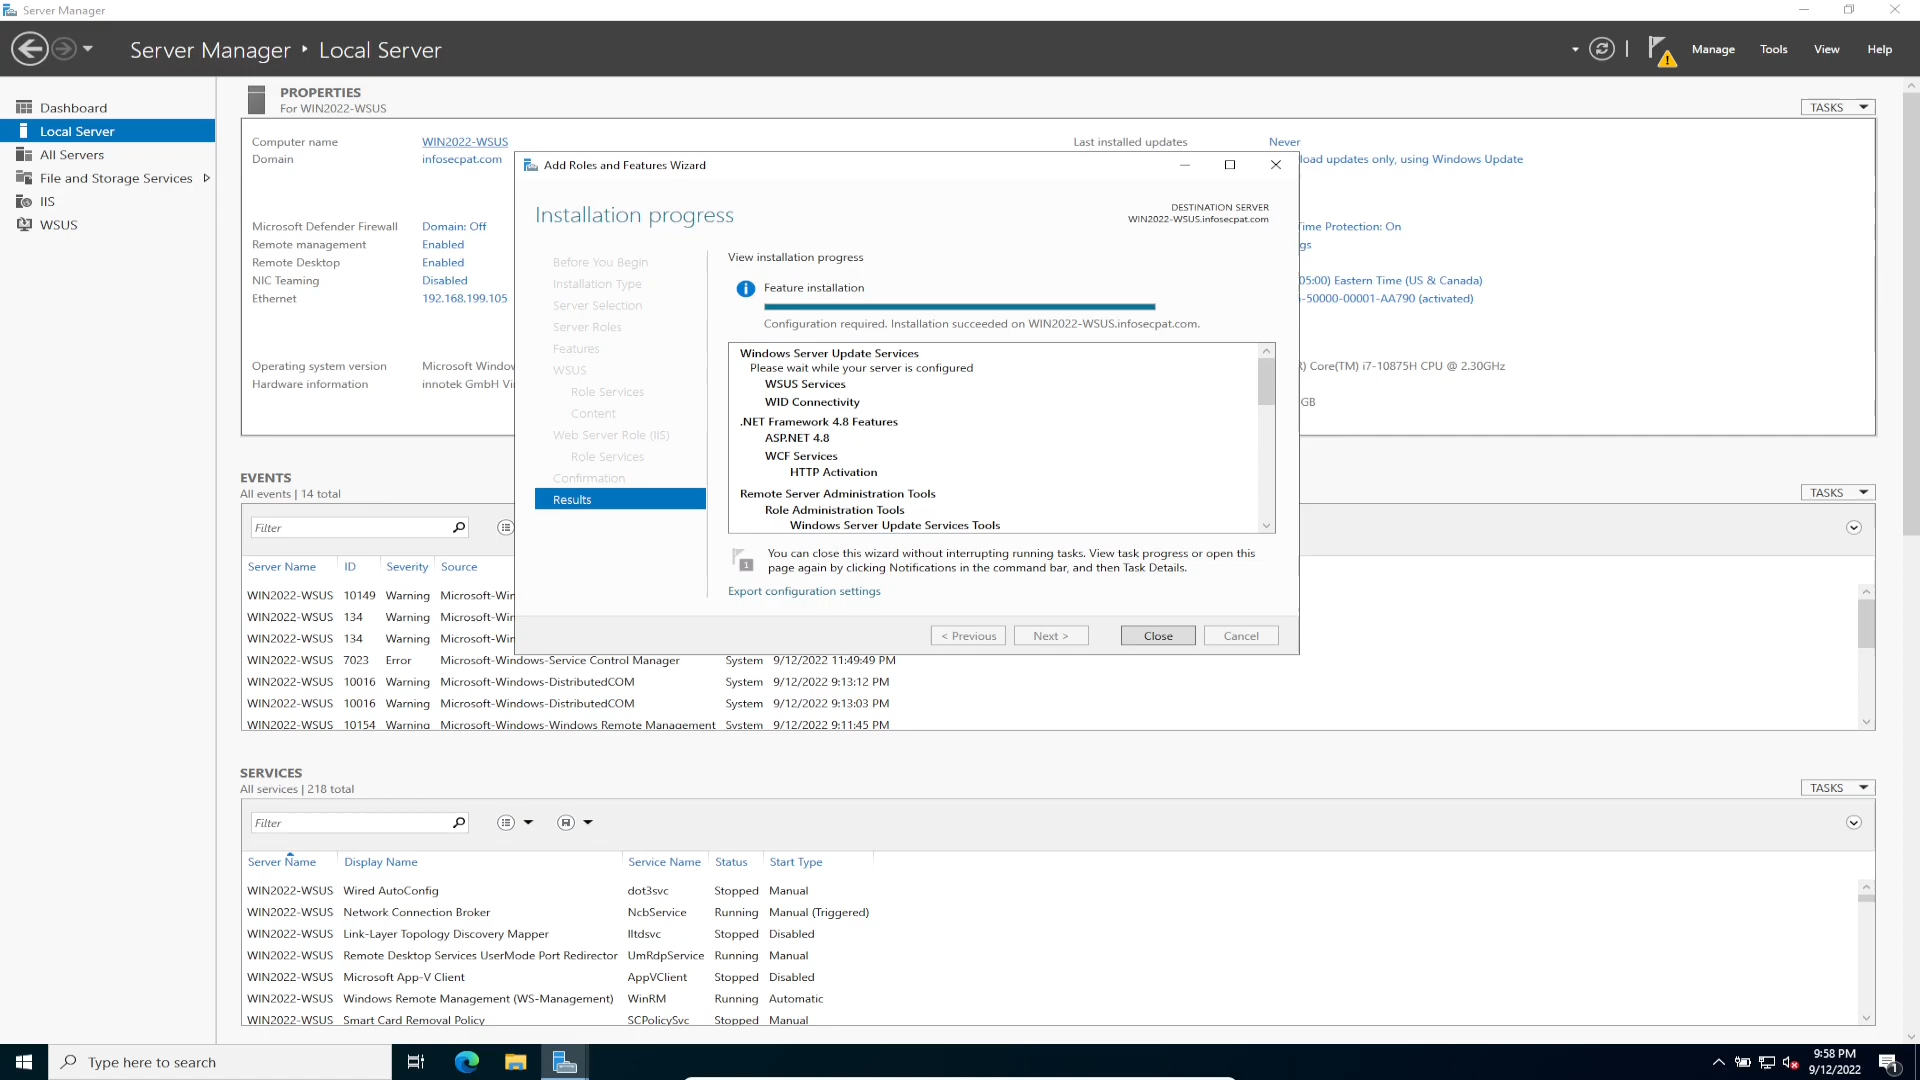 Server Manager
Server Manager ‣ Local Server
Manage Tools View Help
Dashboard
Local Server
All Servers
File and Storage Services
IIS
WSUS
PROPERTIES
For WIN2022-WSUS
TASKS
Computer name WIN2022-WSUS
Domain infosecpat.com
Last installed updates Never
load updates only, using Windows Update
Microsoft Defender Firewall Domain: Off
Remote management Enabled
Remote Desktop Enabled
NIC Teaming Disabled
Ethernet 192.168.199.105
ime Protection: On
gs
05:00) Eastern Time (US & Canada)
-50000-00001-AA790 (activated)
Operating system version Microsoft Window
Hardware information innotek GmbH Vi
) Core(TM) i7-10875H CPU @ 2.30GHz
GB
Add Roles and Features Wizard
Installation progress
DESTINATION SERVER
WIN2022-WSUS.infosecpat.com
Before You Begin
Installation Type
Server Selection
Server Roles
Features
WSUS
Role Services
Content
Web Server Role (IIS)
Role Services
Confirmation
Results
View installation progress
Feature installation
Configuration required. Installation succeeded on WIN2022-WSUS.infosecpat.com.
Windows Server Update Services
Please wait while your server is configured
WSUS Services
WID Connectivity
.NET Framework 4.8 Features
ASP.NET 4.8
WCF Services
HTTP Activation
Remote Server Administration Tools
Role Administration Tools
Windows Server Update Services Tools
1
You can close this wizard without interrupting running tasks. View task progress or open this
page again by clicking Notifications in the command bar, and then Task Details.
Export configuration settings
< Previous Next > Close Cancel
EVENTS
All events | 14 total
TASKS
Filter
Server Name ID Severity Source
WIN2022-WSUS 10149 Warning Microsoft-Win
WIN2022-WSUS 134 Warning Microsoft-Win
WIN2022-WSUS 134 Warning Microsoft-Win
WIN2022-WSUS 7023 Error Microsoft-Windows-Service Control Manager System 9/12/2022 11:49:49 PM
WIN2022-WSUS 10016 Warning Microsoft-Windows-DistributedCOM System 9/12/2022 9:13:12 PM
WIN2022-WSUS 10016 Warning Microsoft-Windows-DistributedCOM System 9/12/2022 9:13:03 PM
WIN2022-WSUS 10154 Warning Microsoft-Windows-Windows Remote Management System 9/12/2022 9:11:45 PM
SERVICES
All services | 218 total
TASKS
Filter
Server Name Display Name Service Name Status Start Type
WIN2022-WSUS Wired AutoConfig dot3svc Stopped Manual
WIN2022-WSUS Network Connection Broker NcbService Running Manual (Triggered)
WIN2022-WSUS Link-Layer Topology Discovery Mapper lltdsvc Stopped Disabled
WIN2022-WSUS Remote Desktop Services UserMode Port Redirector UmRdpService Running Manual
WIN2022-WSUS Microsoft App-V Client AppVClient Stopped Disabled
WIN2022-WSUS Windows Remote Management (WS-Management) WinRM Running Automatic
WIN2022-WSUS Smart Card Removal Policy SCPolicySvc Stopped Manual
Type here to search
9:58 PM
9/12/2022
1